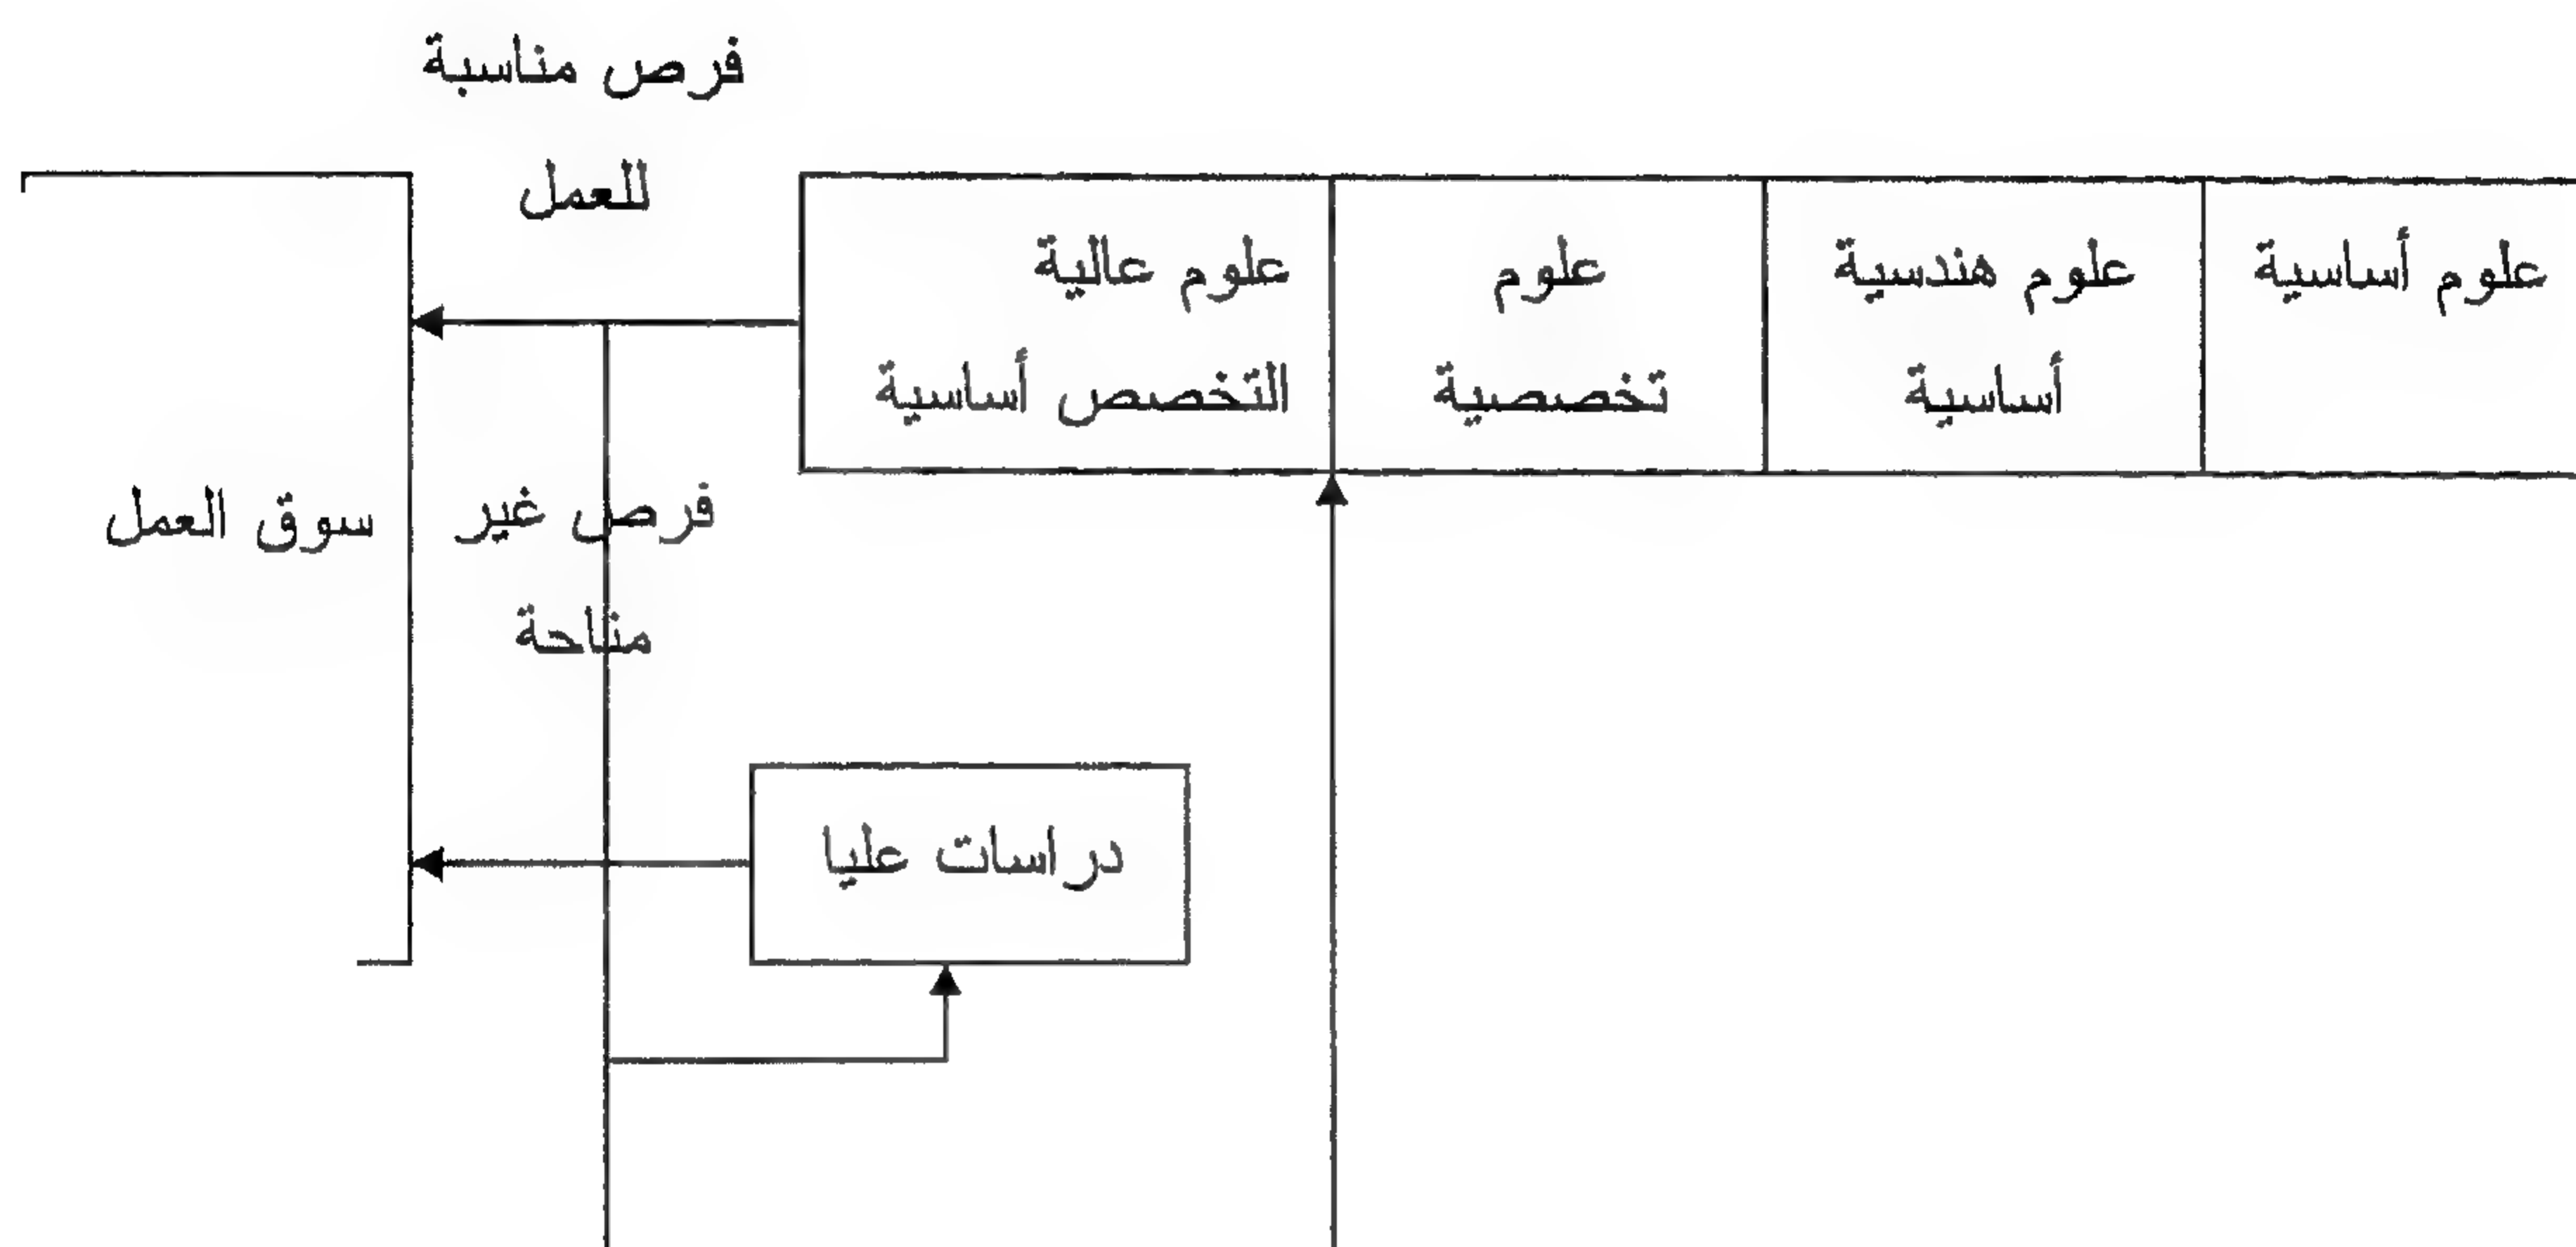 فرص مناسبة
للعمل
علوم أساسية
علوم هندسية
أساسية
علوم
تخصصية
علوم عالية
التخصص أساسية
فرص غير
متاحة
سوق العمل
دراسات عليا